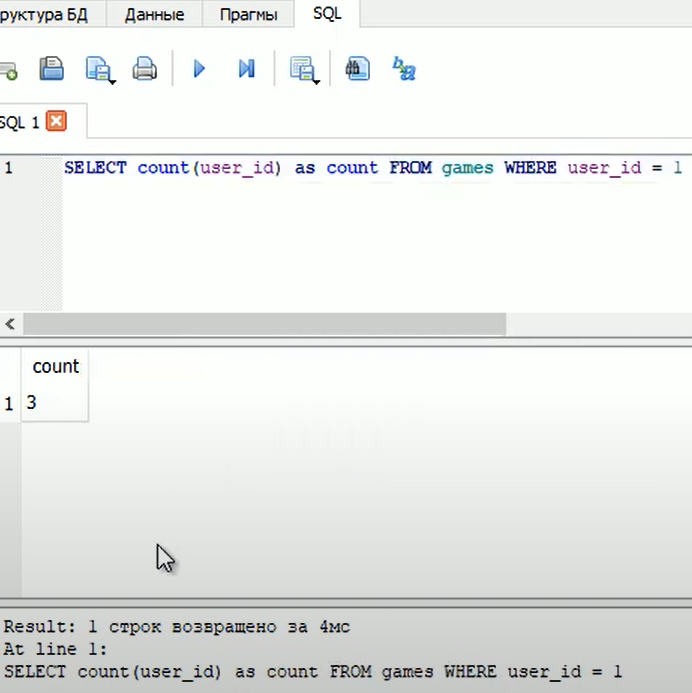 руктура БД Данные Прагмы SQL
SQL 1
1 SELECT count(user_id) as count FROM games WHERE user_id = 1
count
1 3
Result: 1 строк возвращено за 4мс
At line 1:
SELECT count(user_id) as count FROM games WHERE user_id = 1